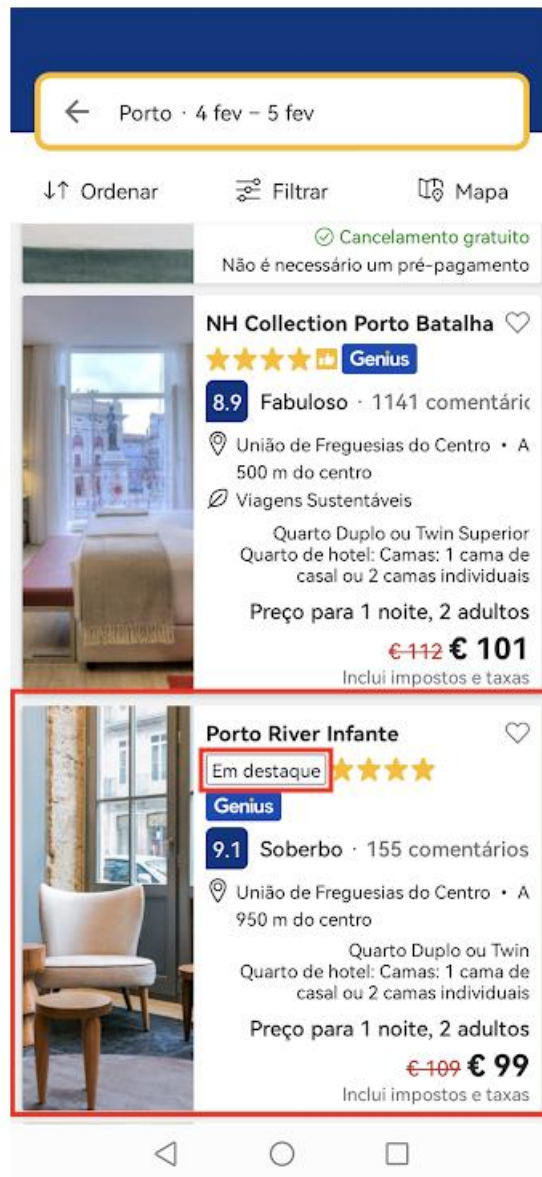 Porto · 4 fev – 5 fev
Ordenar
Filtrar
Mapa
Cancelamento gratuito
Não é necessário um pré-pagamento
NH Collection Porto Batalha
Genius
8.9 Fabuloso · 1141 comentáric
União de Freguesias do Centro • A
500 m do centro
Viagens Sustentáveis
Quarto Duplo ou Twin Superior
Quarto de hotel: Camas: 1 cama de
casal ou 2 camas individuais
Preço para 1 noite, 2 adultos
€ 112 € 101
Inclui impostos e taxas
Porto River Infante
Em destaque
Genius
9.1 Soberbo · 155 comentários
União de Freguesias do Centro • A
950 m do centro
Quarto Duplo ou Twin
Quarto de hotel: Camas: 1 cama de
casal ou 2 camas individuais
Preço para 1 noite, 2 adultos
€ 109 € 99
Inclui impostos e taxas